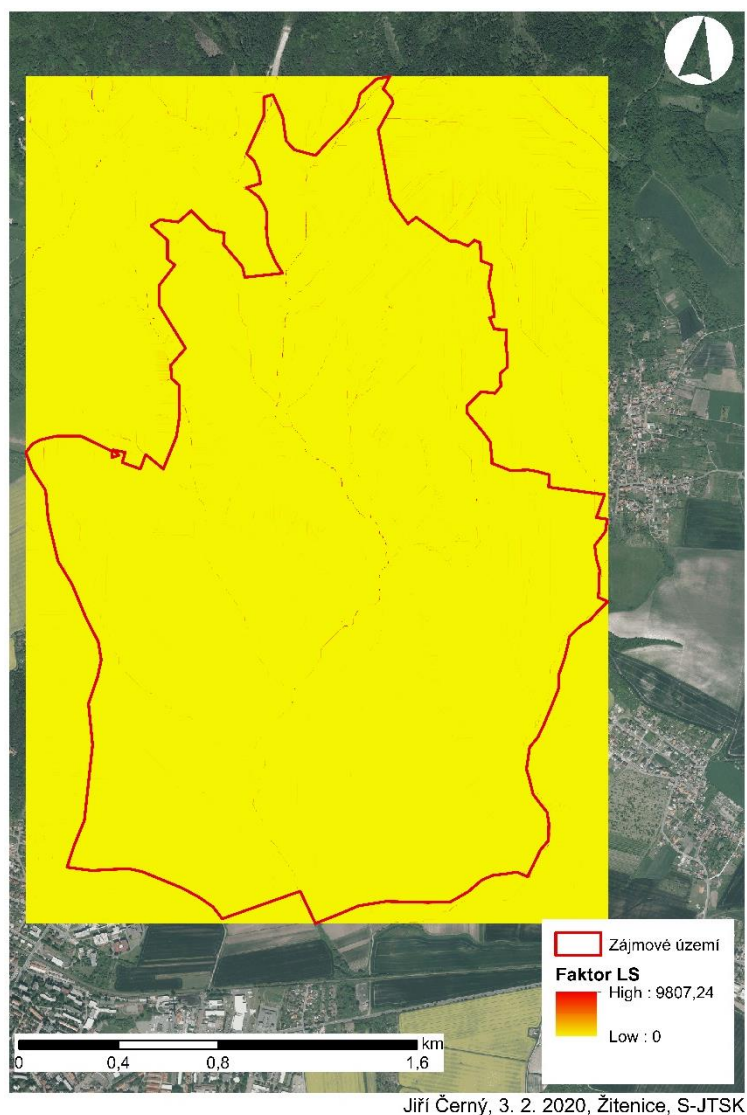 Zájmové území
Faktor LS
High : 9807,24
Low : 0
km
0 0,4 0,8 1,6
Jiří Černý, 3. 2. 2020, Žitenice, S-JTSK